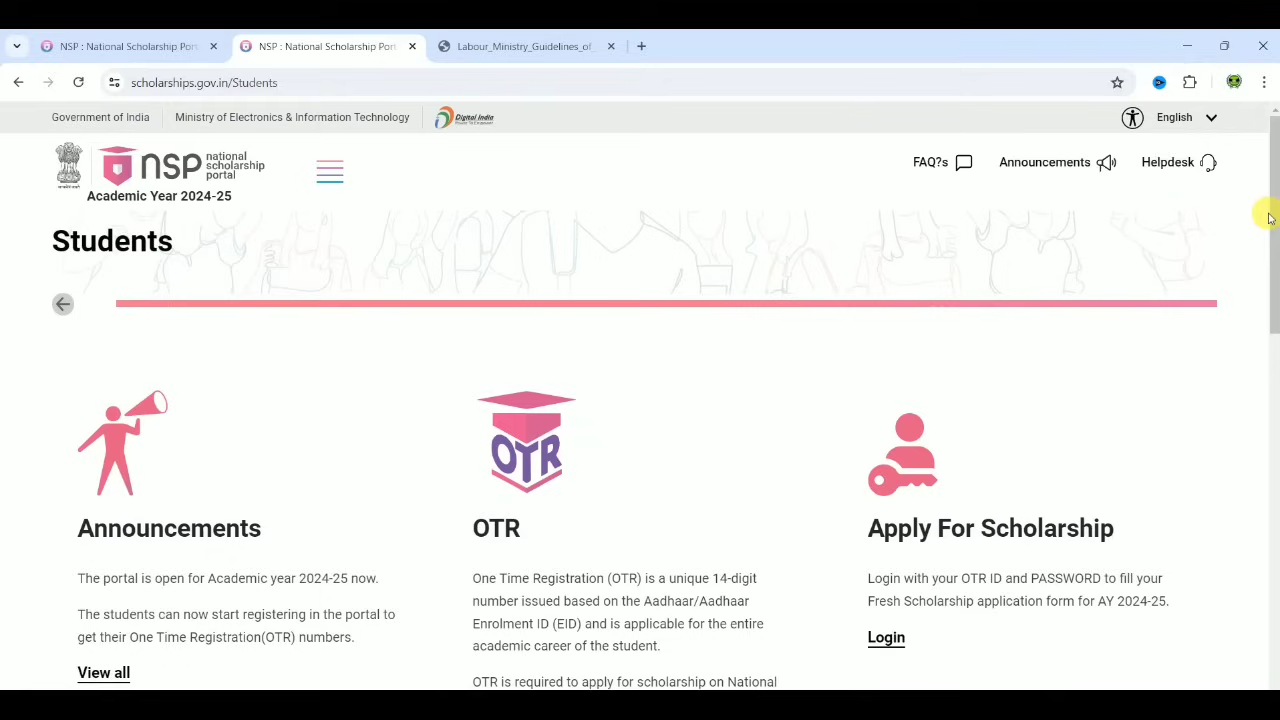 NSP : National Scholarship Por
NSP : National Scholarship Por
Labour_Ministry_Guidelines_of
scholarships.gov.in/Students
Government of India
Ministry of Electronics & Information Technology
Digital India
English
nsp national scholarship portal
Academic Year 2024-25
FAQ?s
Announcements
Helpdesk
Students
OTR
Announcements
The portal is open for Academic year 2024-25 now.
The students can now start registering in the portal to
get their One Time Registration(OTR) numbers.
View all
OTR
One Time Registration (OTR) is a unique 14-digit
number issued based on the Aadhaar/Aadhaar
Enrolment ID (EID) and is applicable for the entire
academic career of the student.
OTR is required to apply for scholarship on National
Apply For Scholarship
Login with your OTR ID and PASSWORD to fill your
Fresh Scholarship application form for AY 2024-25.
Login